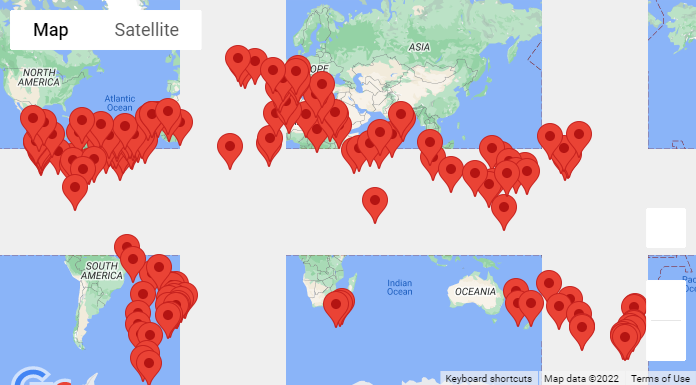 Map Satellite
NORTH
AMERICA
Atlantic
Ocean
ASIA
OPE
SOUTH
AMERICA
Indian
Ocean
OCEANIA
Keyboard shortcuts Map data ©2022 Terms of Use